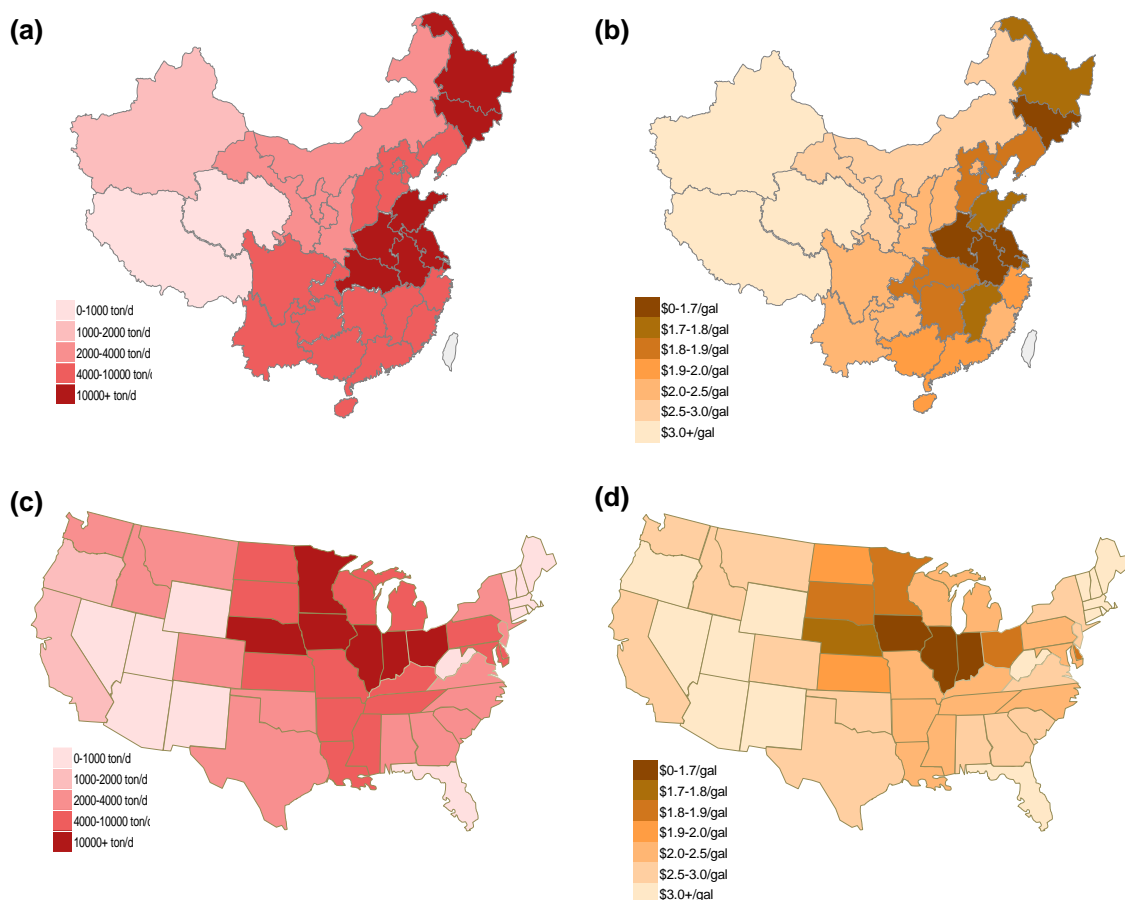 (a)
(b)
0-1000 ton/d
1000-2000 ton/d
2000-4000 ton/d
4000-10000 ton/d
10000+ ton/d
$0-1.7/gal
$1.7-1.8/gal
$1.8-1.9/gal
$1.9-2.0/gal
$2.0-2.5/gal
$2.5-3.0/gal
$3.0+/gal
(c)
(d)
0-1000 ton/d
1000-2000 ton/d
2000-4000 ton/d
4000-10000 ton/d
10000+ ton/d
$0-1.7/gal
$1.7-1.8/gal
$1.8-1.9/gal
$1.9-2.0/gal
$2.0-2.5/gal
$2.5-3.0/gal
$3.0+/gal